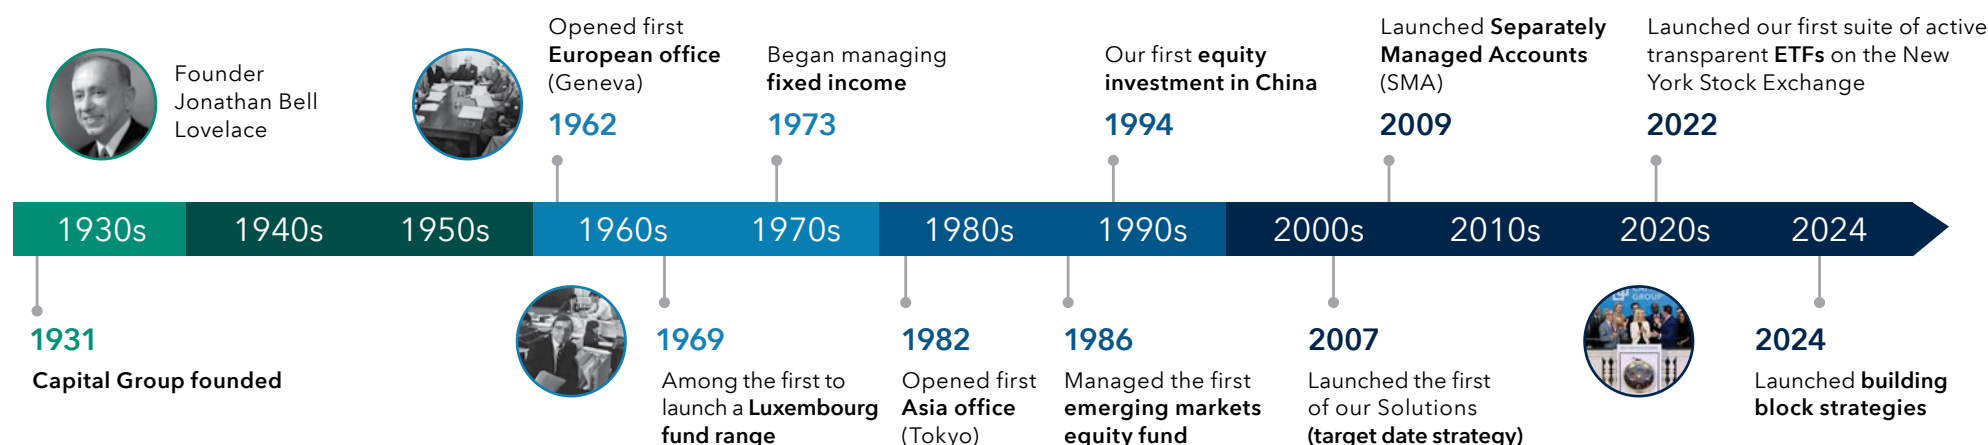 Founder
Jonathan Bell
Lovelace
Opened first
European office
(Geneva)
1962
Began managing
fixed income
1973
Our first equity
investment in China
1994
Launched Separately
Managed Accounts
(SMA)
2009
Launched our first suite of active
transparent ETFs on the New
York Stock Exchange
2022
1930s
1940s
1950s
1960s
1970s
1980s
1990s
2000s
2010s
2020s
2024
1931
Capital Group founded
1969
Among the first to
launch a Luxembourg
fund range
1982
Opened first
Asia office
(Tokyo)
1986
Managed the first
emerging markets
equity fund
2007
Launched the first
of our Solutions
(target date strategy)
GROUP
2024
Launched building
block strategies